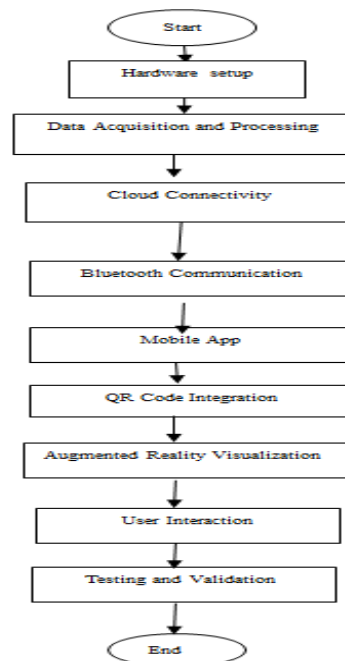 Start
Hardware setup
Data Acquisition and Processing
Cloud Connectivity
Bluetooth Communication
Mobile App
QR Code Integration
Augmented Reality Visualization
User Interaction
Testing and Validation
End